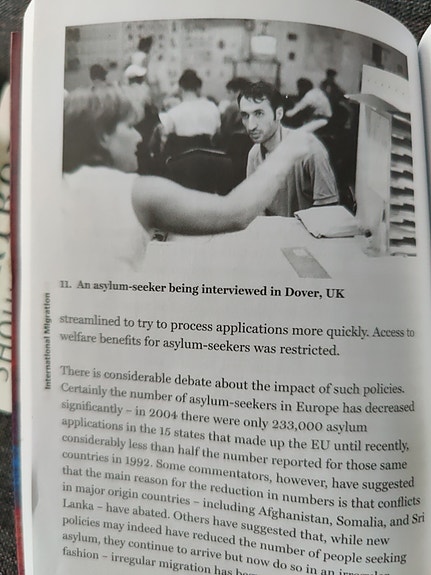 11. An asylum-seeker being interviewed in Dover, UK
International Migration
streamlined to try to process applications more quickly. Access to
welfare benefits for asylum-seekers was restricted.
There is considerable debate about the impact of such policies.
Certainly the number of asylum-seekers in Europe has decreased
significantly – in 2004 there were only 233,000 asylum
applications in the 15 states that made up the EU until recently,
considerably less than half the number reported for those same
countries in 1992. Some commentators, however, have suggested
that the main reason for the reduction in numbers is that conflicts
in major origin countries – including Afghanistan, Somalia, and Sri
Lanka – have abated. Others have suggested that, while new
policies may indeed have reduced the number of people seeking
asylum, they continue to arrive but now do so in an irregular
fashion – irregular migration has